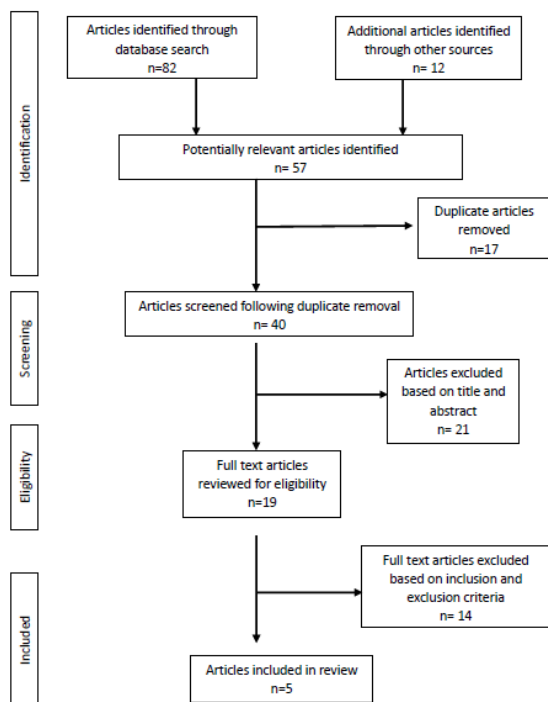 Articles identified through
database search
n=82
Additional articles identified
through other sources
n= 12
Identification
Potentially relevant articles identified
n= 57
Duplicate articles
removed
n=17
Articles screened following duplicate removal
n= 40
Screening
Articles excluded
based on title and
abstract
n= 21
Full text articles
reviewed for eligibility
n=19
Eligibility
Full text articles excluded
based on inclusion and
exclusion criteria
n= 14
Included
Articles included in review
n=5